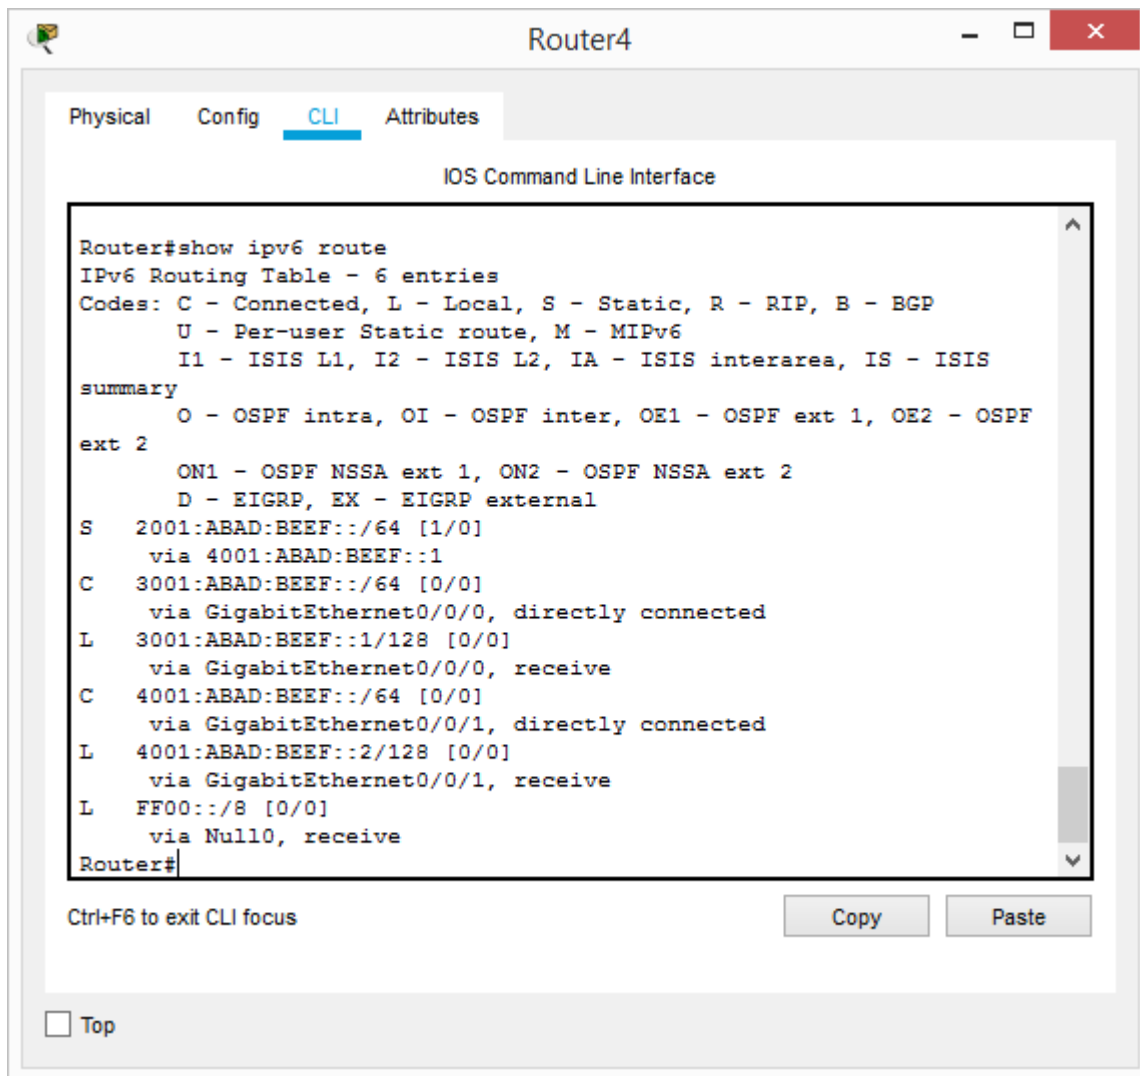 Router4
Physical Config CLI Attributes
IOS Command Line Interface
Router#show ipv6 route
IPv6 Routing Table - 6 entries
Codes: C - Connected, L - Local, S - Static, R - RIP, B - BGP
U - Per-user Static route, M - MIPv6
I1 - ISIS L1, I2 - ISIS L2, IA - ISIS interarea, IS - ISIS
summary
O - OSPF intra, OI - OSPF inter, OE1 - OSPF ext 1, OE2 - OSPF
ext 2
ON1 - OSPF NSSA ext 1, ON2 - OSPF NSSA ext 2
D - EIGRP, EX - EIGRP external
S 2001:ABAD:BEEF::/64 [1/0]
via 4001:ABAD:BEEF::1
C 3001:ABAD:BEEF::/64 [0/0]
via GigabitEthernet0/0/0, directly connected
L 3001:ABAD:BEEF::1/128 [0/0]
via GigabitEthernet0/0/0, receive
C 4001:ABAD:BEEF::/64 [0/0]
via GigabitEthernet0/0/1, directly connected
L 4001:ABAD:BEEF::2/128 [0/0]
via GigabitEthernet0/0/1, receive
L FF00::/8 [0/0]
via Null0, receive
Router#
Ctrl+F6 to exit CLI focus
Copy Paste
Top